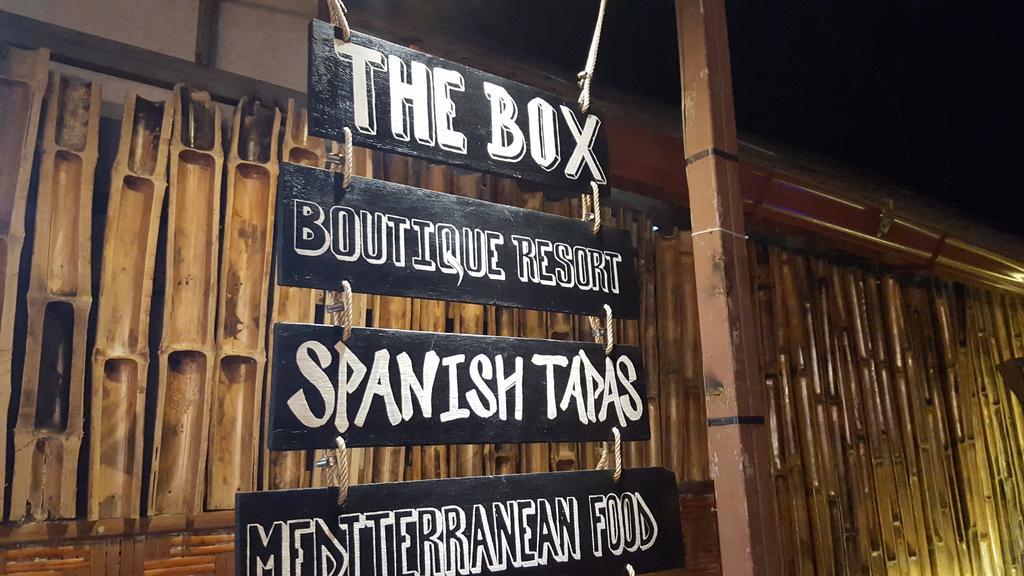 THE BOX
BOUTIQUE RESORT
SPANISH TAPAS
MEDITERRANEAN FOOD